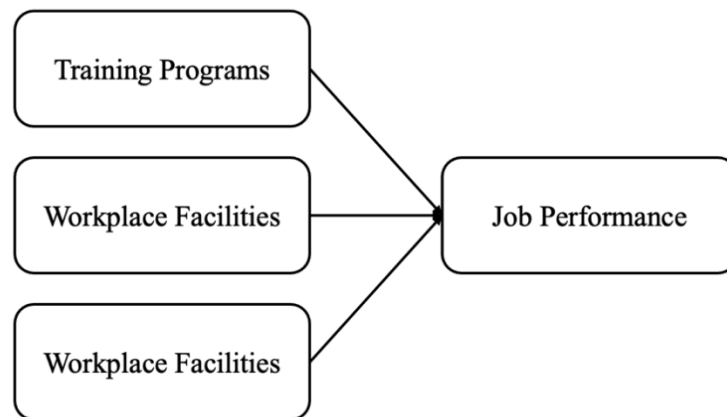 Training Programs
Workplace Facilities
Job Performance
Workplace Facilities